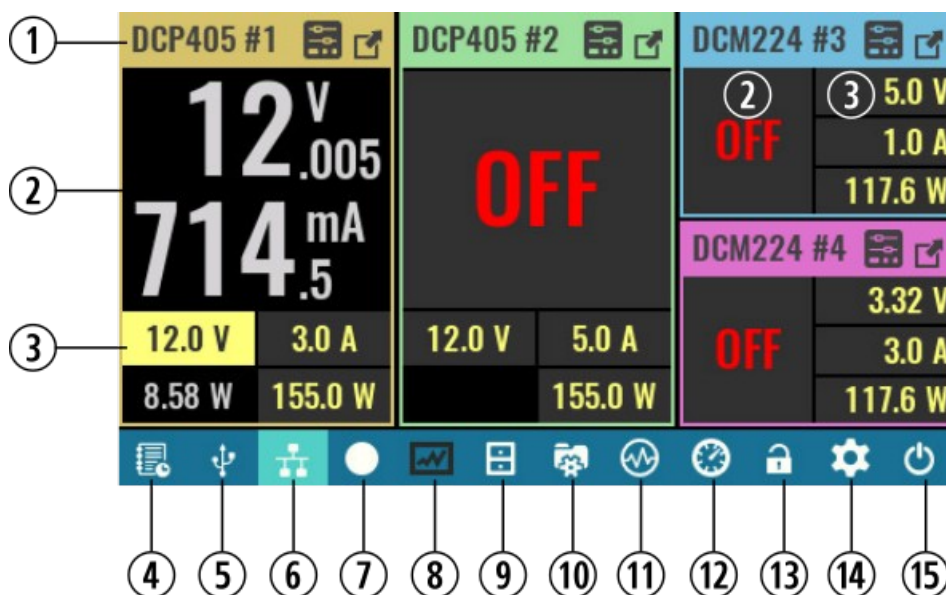 ① DCP405 #1 DCP405 #2 DCM224 #3
② 12.005 V OFF ② OFF ③ 5.0 V
1.0 A
117.6 W
714.5 mA
DCM224 #4
③ 12.0 V 3.0 A 12.0 V 5.0 A OFF 3.32 V
3.0 A
8.58 W 155.0 W 155.0 W 117.6 W
④ ⑤ ⑥ ⑦ ⑧ ⑨ ⑩ ⑪ ⑫ ⑬ ⑭ ⑮